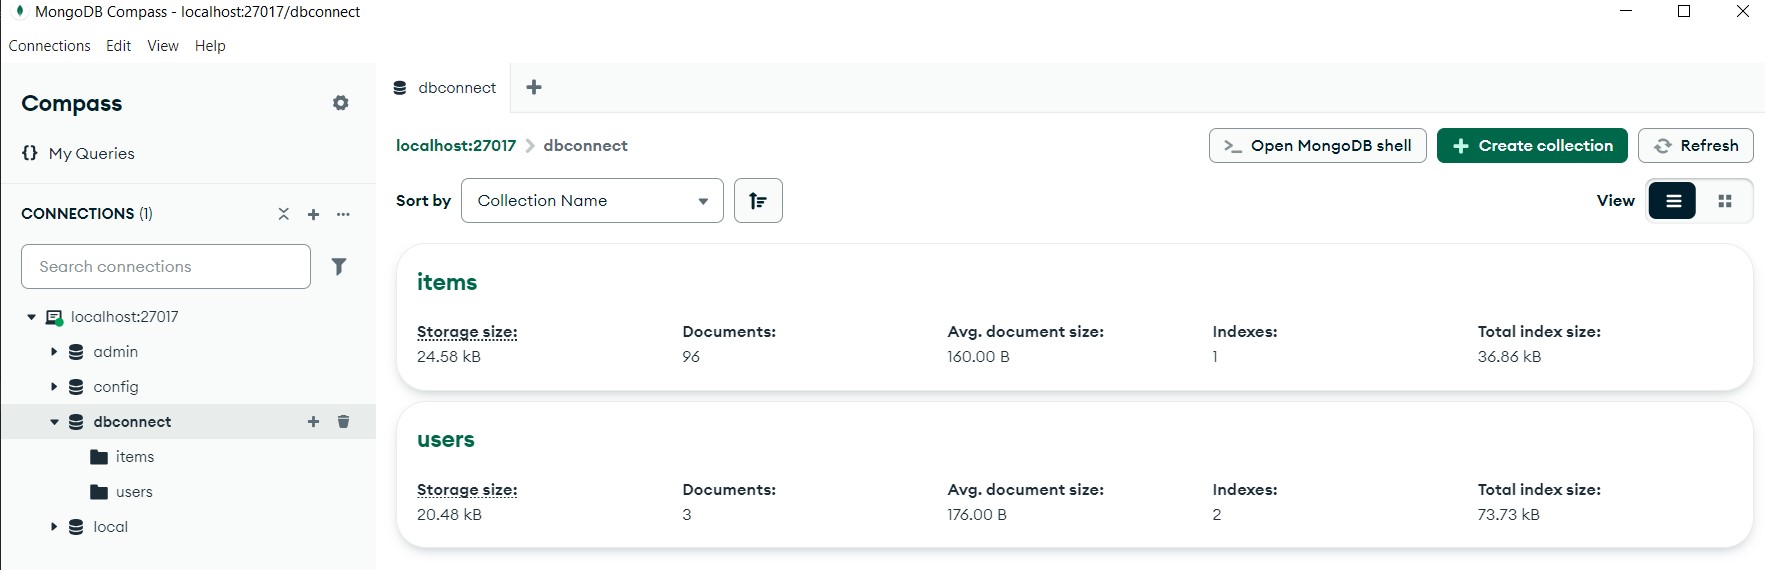 MongoDB Compass - localhost:27017/dbconnect
Connections Edit View Help
Compass
My Queries
CONNECTIONS (1)
Search connections
localhost:27017
admin
config
dbconnect
items
users
local
dbconnect
localhost:27017 dbconnect
Open MongoDB shell
Create collection
Refresh
Sort by Collection Name
View
items
Storage size: Documents: Avg. document size: Indexes: Total index size:
24.58 kB 96 160.00 B 1 36.86 kB
users
Storage size: Documents: Avg. document size: Indexes: Total index size:
20.48 kB 3 176.00 B 2 73.73 kB